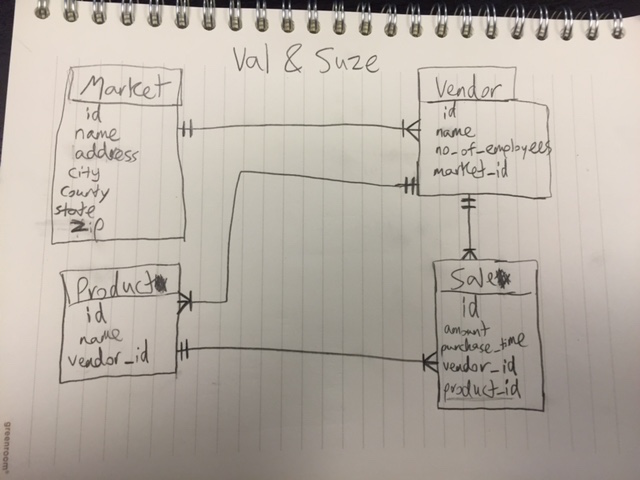 Val & Suze
Market
id
name
address
city
county
state
zip
Vendor
id
name
no_of_employees
market_id
Product
id
name
vendor_id
Sale
id
amount
purchase_time
vendor_id
product_id
greenroom